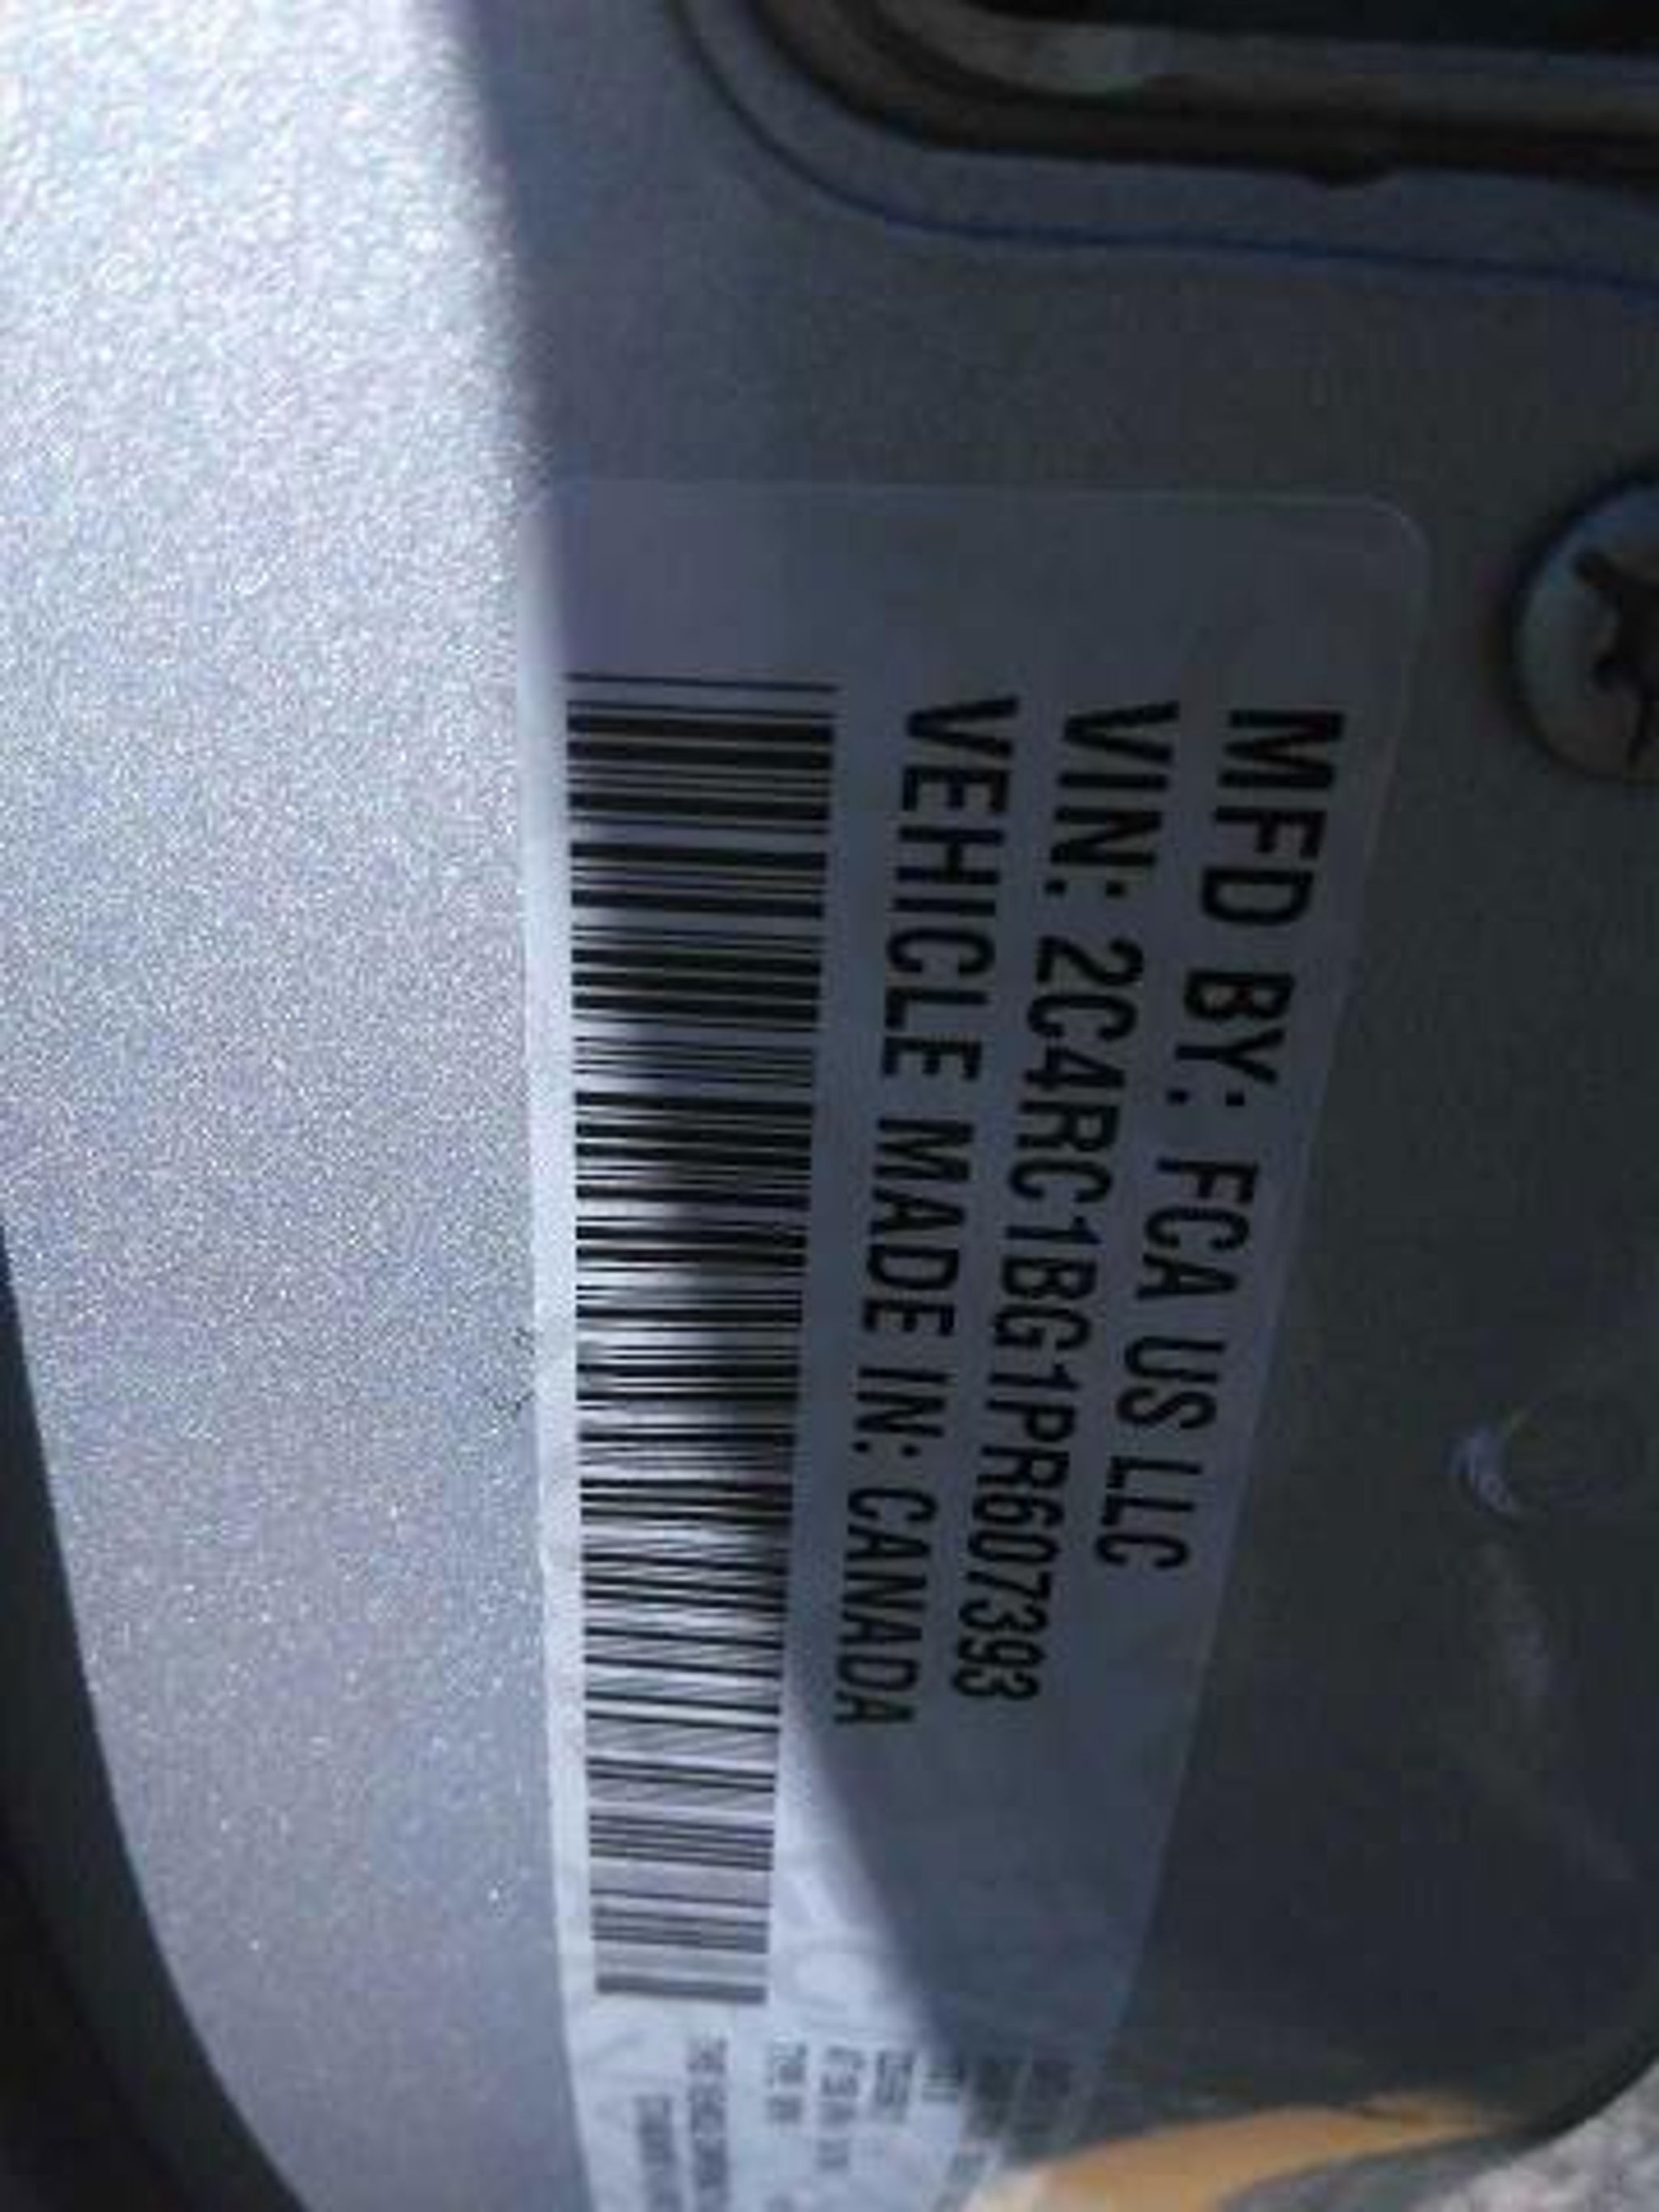 MFD BY: FCA US LLC
VIN: 2C4RC1BG1PR607393
VEHICLE MADE IN: CANADA